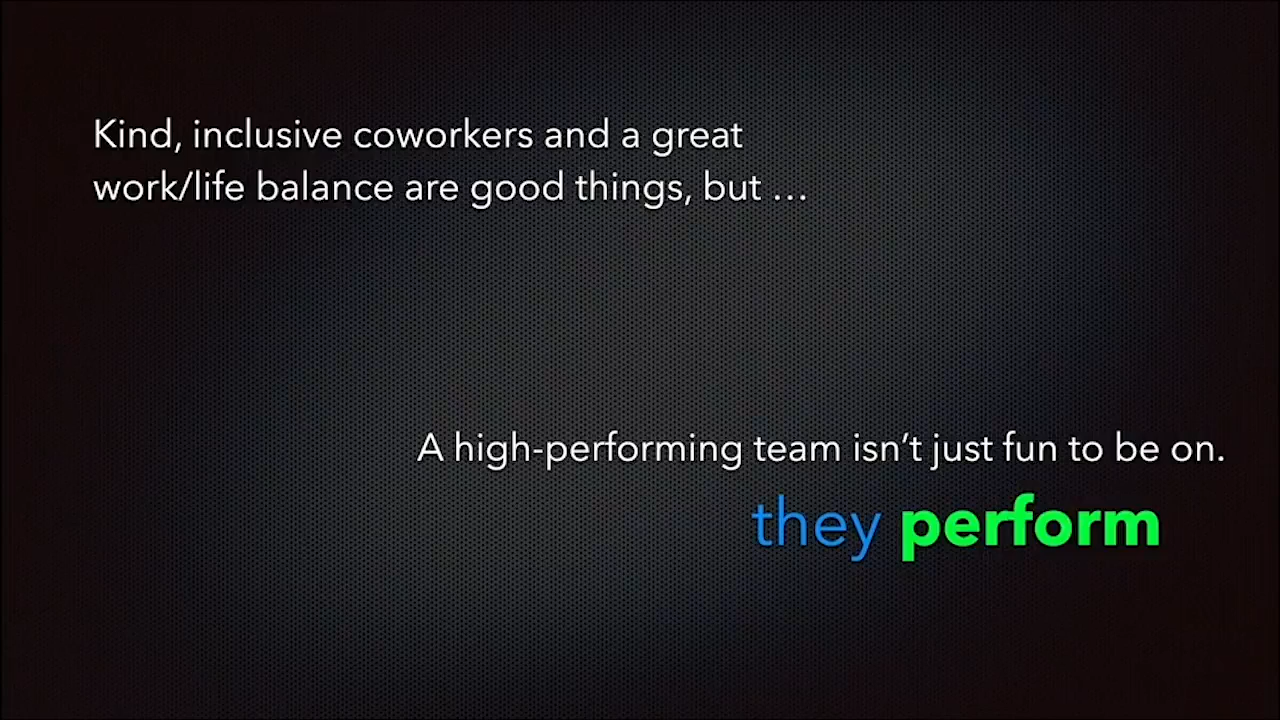 Kind, inclusive coworkers and a great
work/life balance are good things, but …
A high-performing team isn’t just fun to be on.
they perform